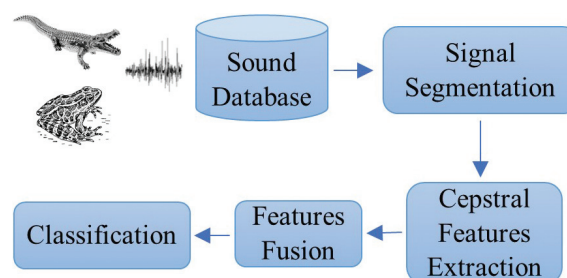 Sound
Database
Signal
Segmentation
Cepstral
Features
Extraction
Features
Fusion
Classification